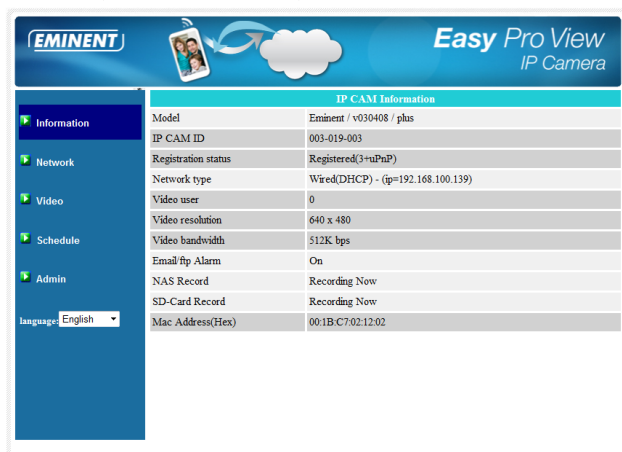 EMINENT
Easy Pro View
IP Camera
Information
Network
Video
Schedule
Admin
language: English
IP CAM Information
Model Eminent / v030408 / plus
IP CAM ID 003-019-003
Registration status Registered(3+uPnP)
Network type Wired(DHCP) - (ip=192.168.100.139)
Video user 0
Video resolution 640 x 480
Video bandwidth 512K bps
Email/ftp Alarm On
NAS Record Recording Now
SD-Card Record Recording Now
Mac Address(Hex) 00:1B:C7:02:12:02